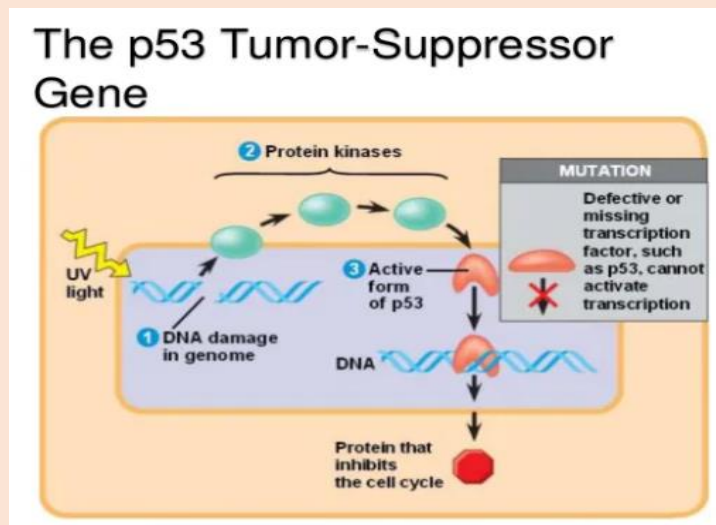 The p53 Tumor-Suppressor
Gene
2 Protein kinases
MUTATION
Defective or
missing
transcription
factor, such
as p53, cannot
activate
transcription
UV
light
3 Active
form
of p53
1 DNA damage
in genome
DNA
Protein that
inhibits
the cell cycle